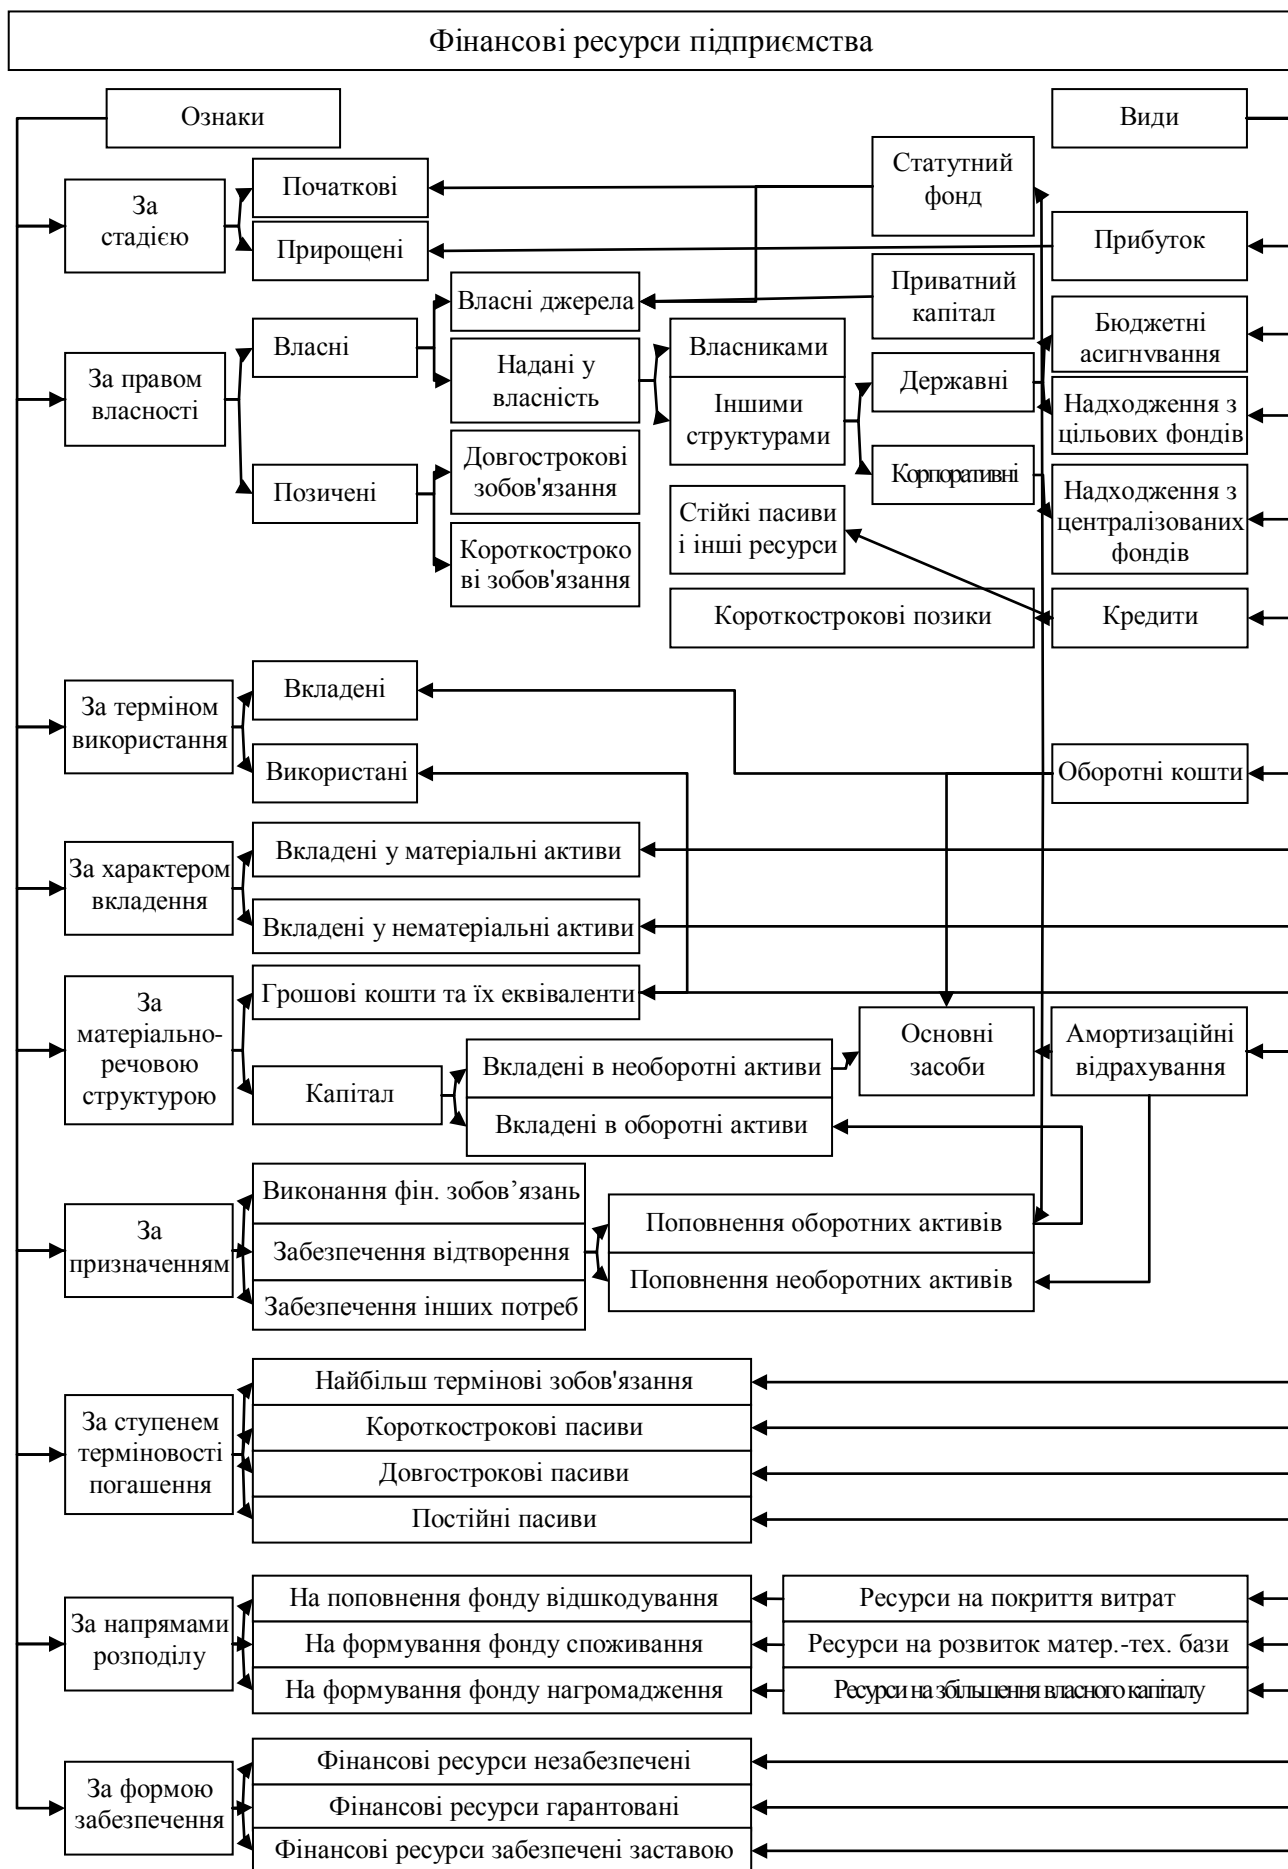 Фінансові ресурси підприємства
Ознаки
Види
За
стадією
Початкові
Прирощені
Статутний
фонд
Прибуток
За правом
власності
Власні
Позичені
Власні джерела
Надані у
власність
Довгострокові
зобов'язання
Короткостроко
ві зобов'язання
Приватний
капітал
Власниками
Іншими
структурами
Державні
Корпоративні
Бюджетні
асигнування
Надходження з
цільових фондів
Надходження з
централізованих
фондів
Стійкі пасиви
і інші ресурси
Короткострокові позики
Кредити
За терміном
використання
Вкладені
Використані
Оборотні кошти
За характером
вкладення
Вкладені у матеріальні активи
Вкладені у нематеріальні активи
За
матеріально-
речовою
структурою
Грошові кошти та їх еквіваленти
Капітал
Вкладені в необоротні активи
Вкладені в оборотні активи
Основні
засоби
Амортизаційні
відрахування
За
призначенням
Виконання фін. зобов’язань
Забезпечення відтворення
Забезпечення інших потреб
Поповнення оборотних активів
Поповнення необоротних активів
За ступенем
терміновості
погашення
Найбільш термінові зобов'язання
Короткострокові пасиви
Довгострокові пасиви
Постійні пасиви
За напрямами
розподілу
На поповнення фонду відшкодування
На формування фонду споживання
На формування фонду нагромадження
Ресурси на покриття витрат
Ресурси на розвиток матер.-тех. бази
Ресурси на збільшення власного капіталу
За формою
забезпечення
Фінансові ресурси незабезпечені
Фінансові ресурси гарантовані
Фінансові ресурси забезпечені заставою